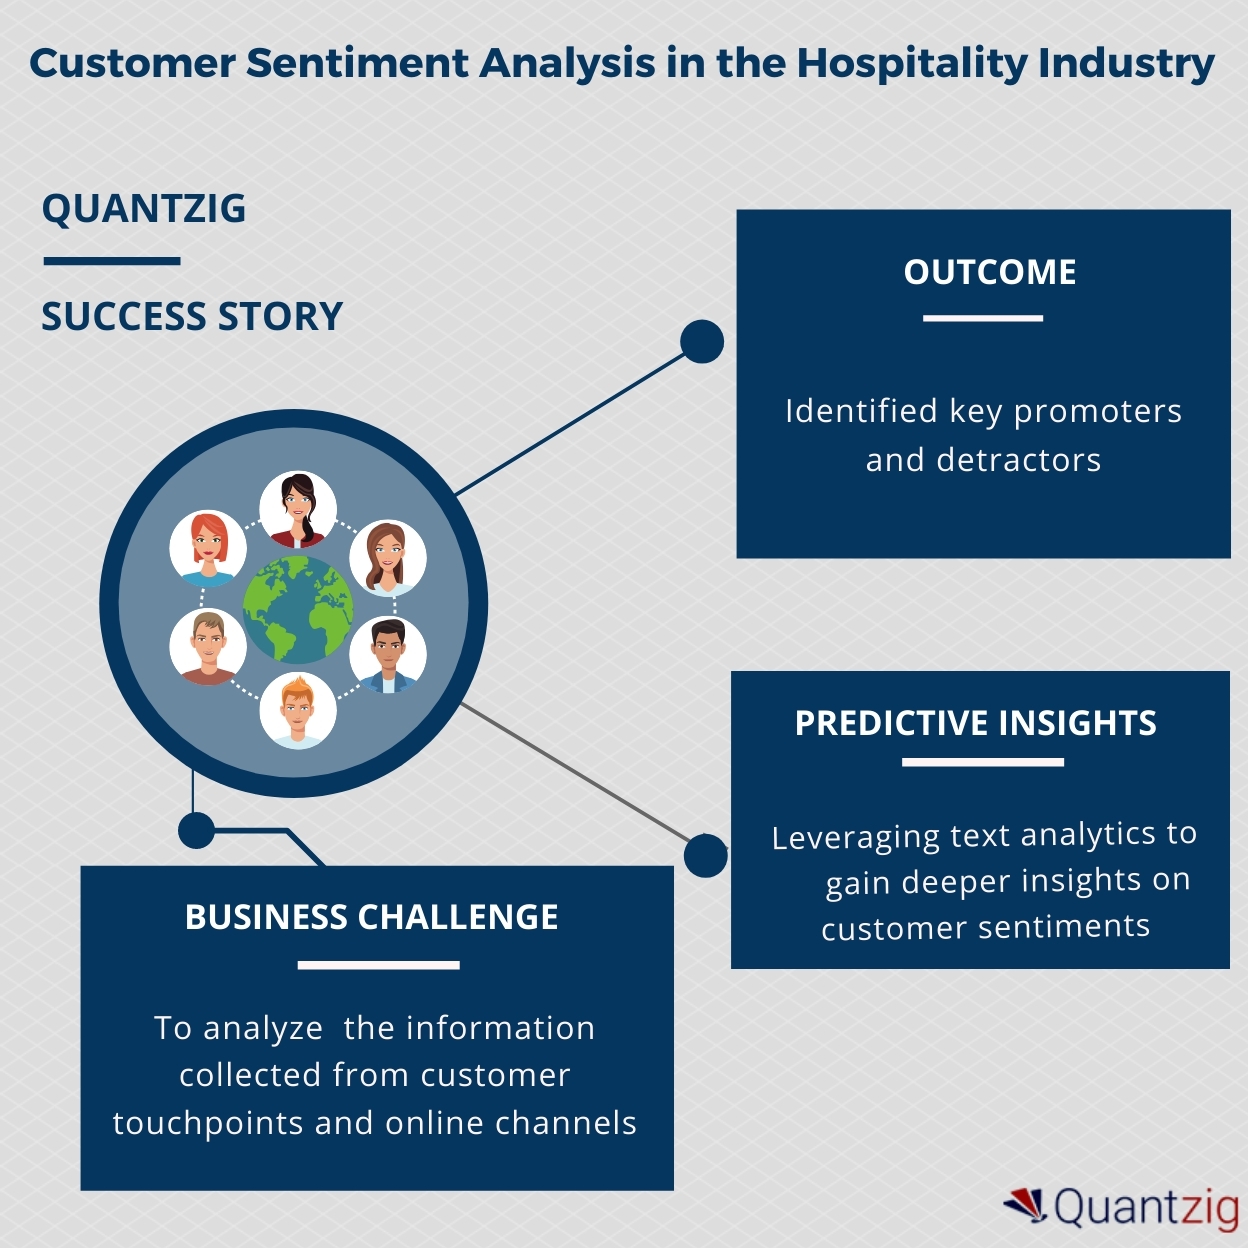 Customer Sentiment Analysis in the Hospitality Industry
QUANTZIG
SUCCESS STORY
OUTCOME
Identified key promoters
and detractors
PREDICTIVE INSIGHTS
Leveraging text analytics to
gain deeper insights on
customer sentiments
BUSINESS CHALLENGE
To analyze  the information
collected from customer
touchpoints and online channels
Quantzig